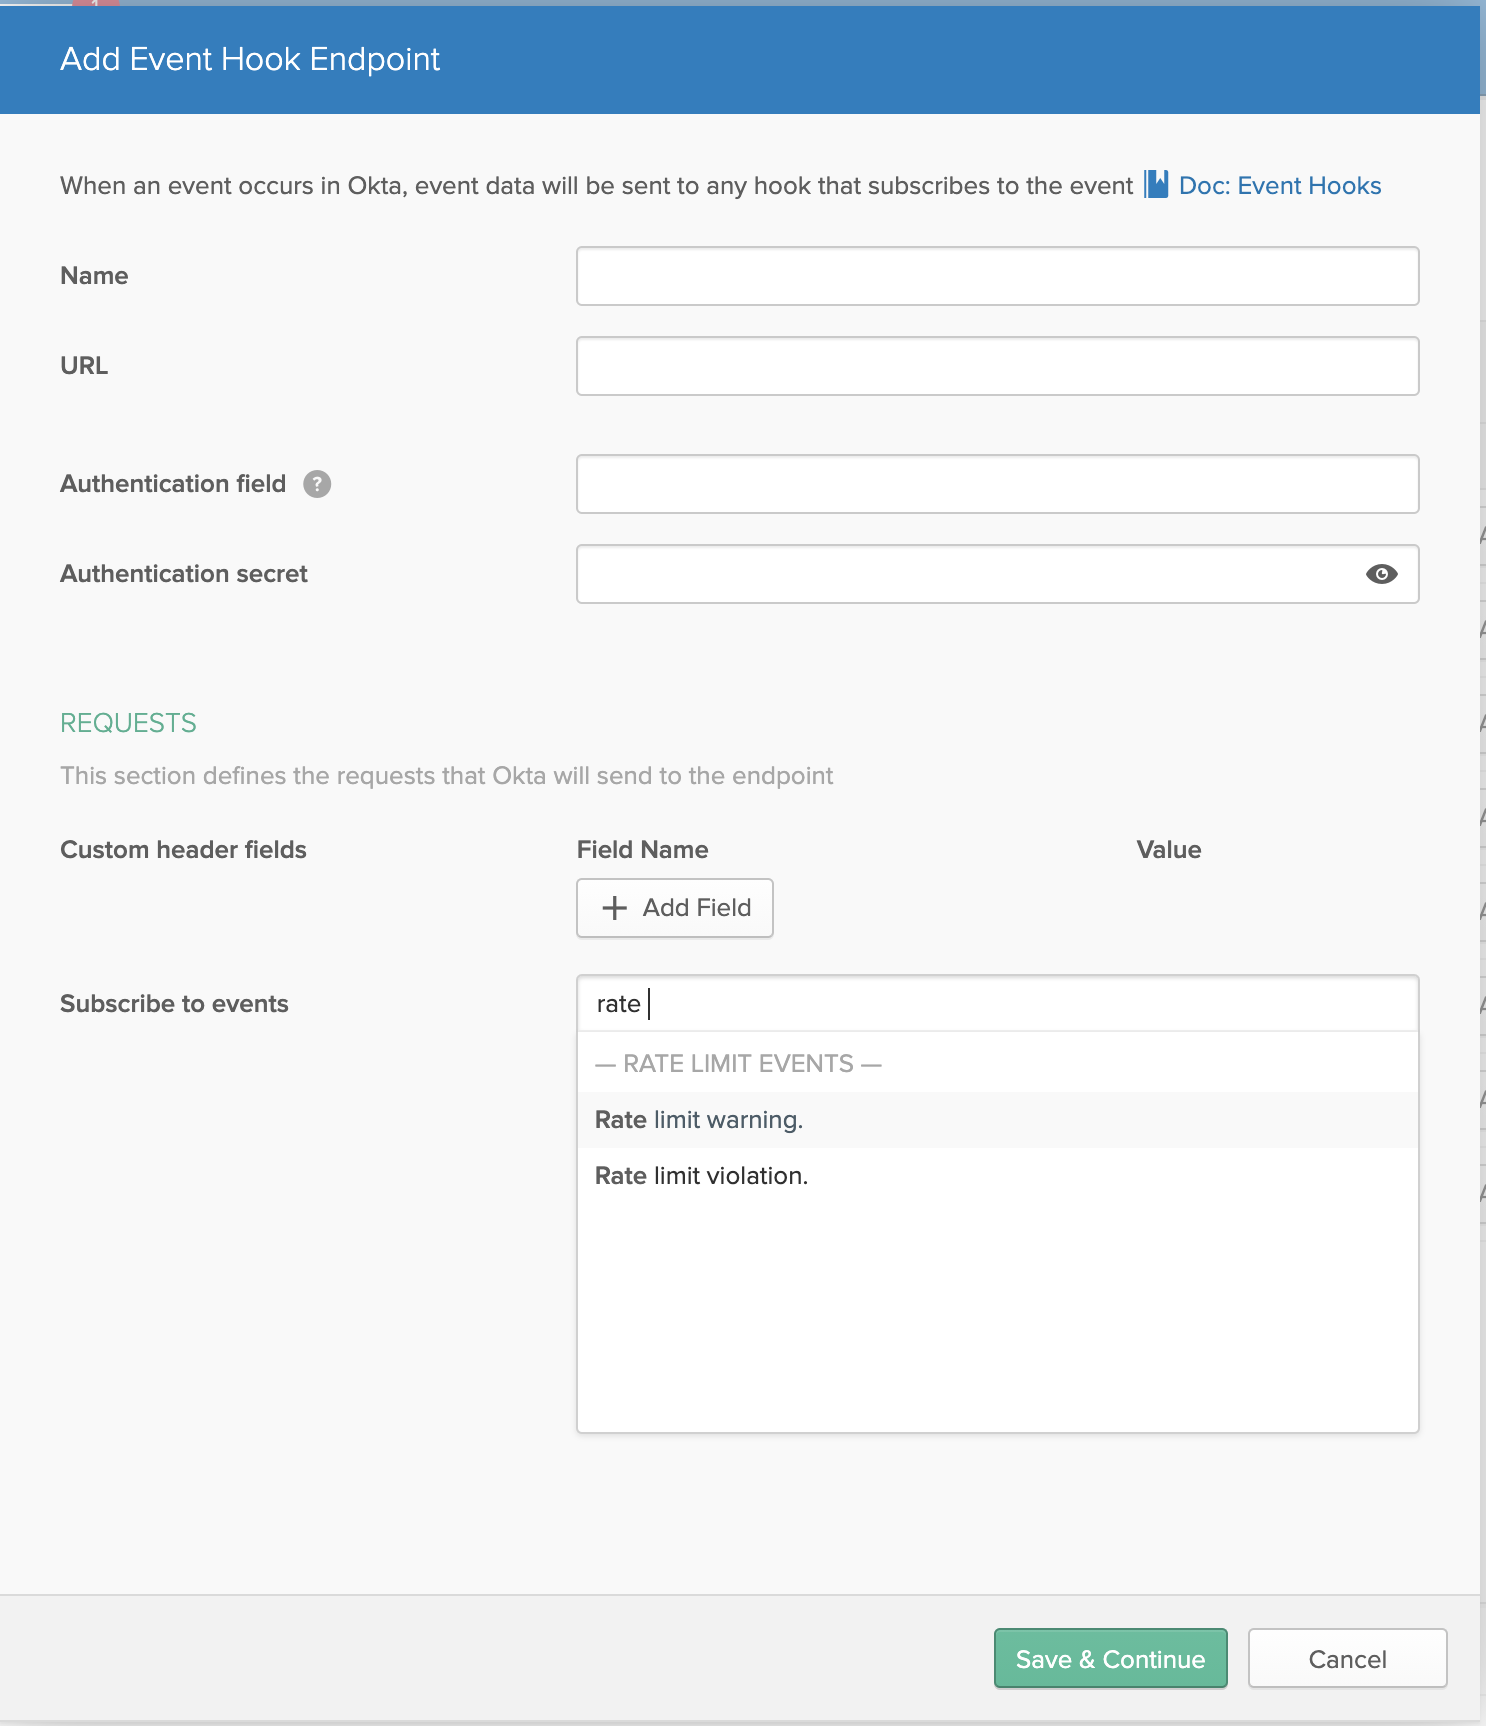 Add Event Hook Endpoint
When an event occurs in Okta, event data will be sent to any hook that subscribes to the event Doc: Event Hooks
Name
URL
Authentication field ?
Authentication secret
REQUESTS
This section defines the requests that Okta will send to the endpoint
Custom header fields Field Name Value
+ Add Field
Subscribe to events rate
— RATE LIMIT EVENTS —
Rate limit warning.
Rate limit violation.
Save & Continue Cancel